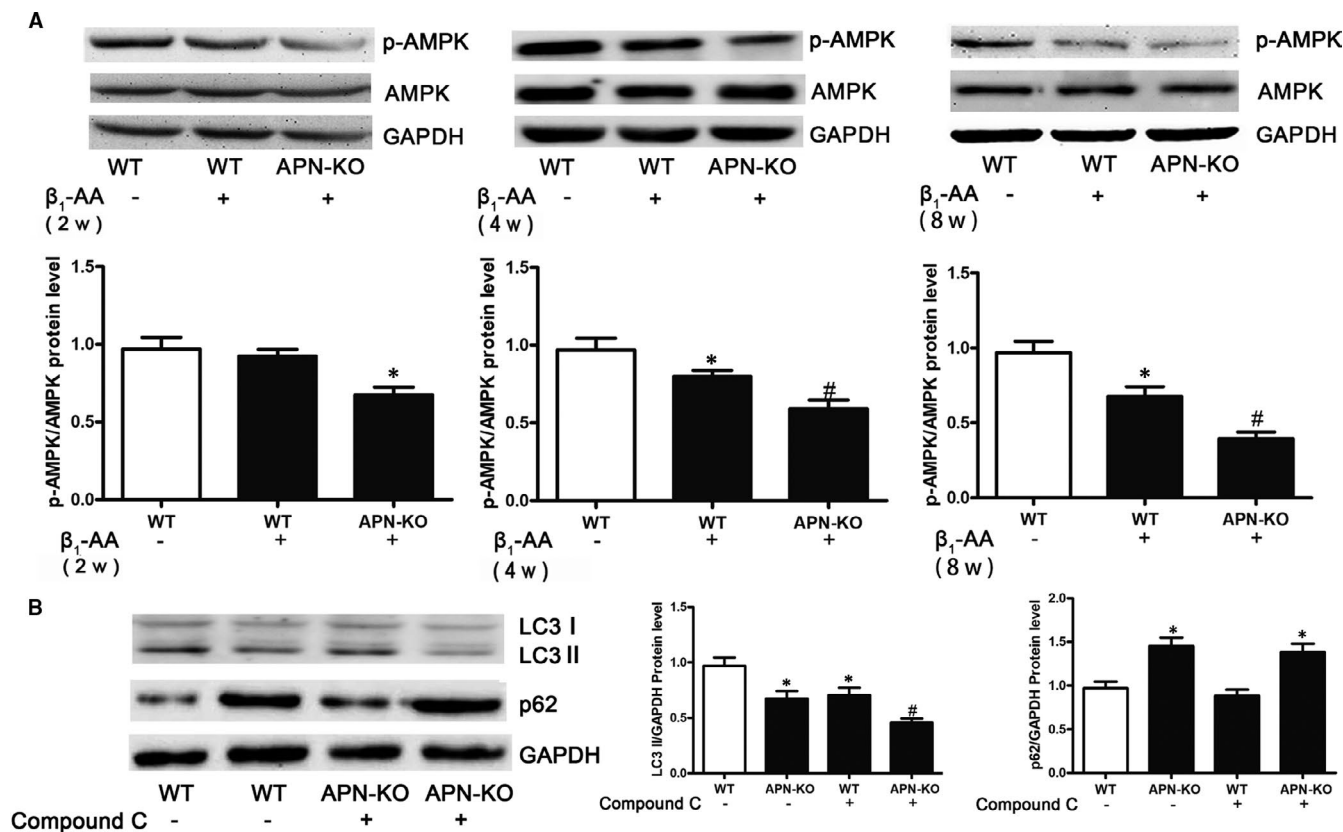 A
p-AMPK
AMPK
GAPDH
WT WT APN-KO
β₁-AA - + +
( 2 w )
p-AMPK
AMPK
GAPDH
WT WT APN-KO
β₁-AA - + +
( 4 w )
p-AMPK
AMPK
GAPDH
WT WT APN-KO
β₁-AA - + +
( 8 w )
p-AMPK/AMPK protein level
1.5
1.0
0.5
0.0
*
WT WT APN-KO
β₁-AA - + +
( 2 w )
p-AMPK/AMPK protein level
1.5
1.0
0.5
0.0
* #
WT WT APN-KO
β₁-AA - + +
( 4 w )
p-AMPK/AMPK protein level
1.5
1.0
0.5
0.0
* #
WT WT APN-KO
β₁-AA - + +
( 8 w )
B
LC3 I
LC3 II
p62
GAPDH
WT WT APN-KO APN-KO
Compound C - - + +
LC3 II/GAPDH Protein level
1.5
1.0
0.5
0.0
* * #
WT APN-KO WT APN-KO
Compound C - - + +
p62/GAPDH Protein level
2.0
1.5
1.0
0.5
0.0
* *
WT APN-KO WT APN-KO
Compound C - - + +